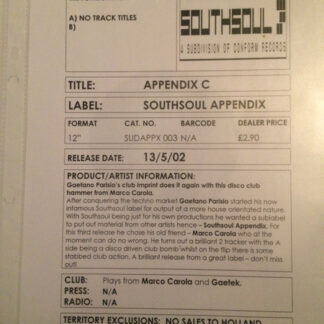 A) NO TRACK TITLES
B)
SOUTHSOUL
A SUBDIVISION OF CONFORM RECORDS
TITLE: APPENDIX C
LABEL: SOUTHSOUL APPENDIX
FORMAT CAT. NO. BARCODE DEALER PRICE
12" SUDAPPX 003 N/A £2.90
RELEASE DATE: 13/5/02
PRODUCT/ARTIST INFORMATION:
Gaetano Parisio's club imprint does it again with this disco club
hammer from Marco Carola.
After conquering the techno market Gaetano Parisio started his now
infamous Southsoul label for output of a more house orientated nature.
With Southsoul being just for his own productions he wanted a sublabel
to put out material from other artists hence – Southsoul Appendix. For
this third release he chose his old friend – Marco Carola who at the
moment can do no wrong. He turns out a brilliant 2 tracker with the A
side being a disco driven club bomb whist on the flip there a some
stabbed club action. A brilliant release from a great label – don't miss
out!
CLUB: Plays from Marco Carola and Gaetek.
PRESS: N/A
RADIO: N/A
TERRITORY EXCLUSIONS: NO SALES TO HOLLAND